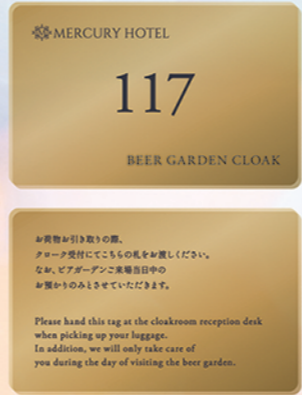 MERCURY HOTEL
117
BEER GARDEN CLOAK
お荷物お引き取りの際、
クローク受付にてこちらの札をお渡しください。
なお、ビアガーデンご来場当日中の
お預かりのみとさせていただきます。
Please hand this tag at the cloakroom reception desk
when picking up your luggage.
In addition, we will only take care of
you during the day of visiting the beer garden.